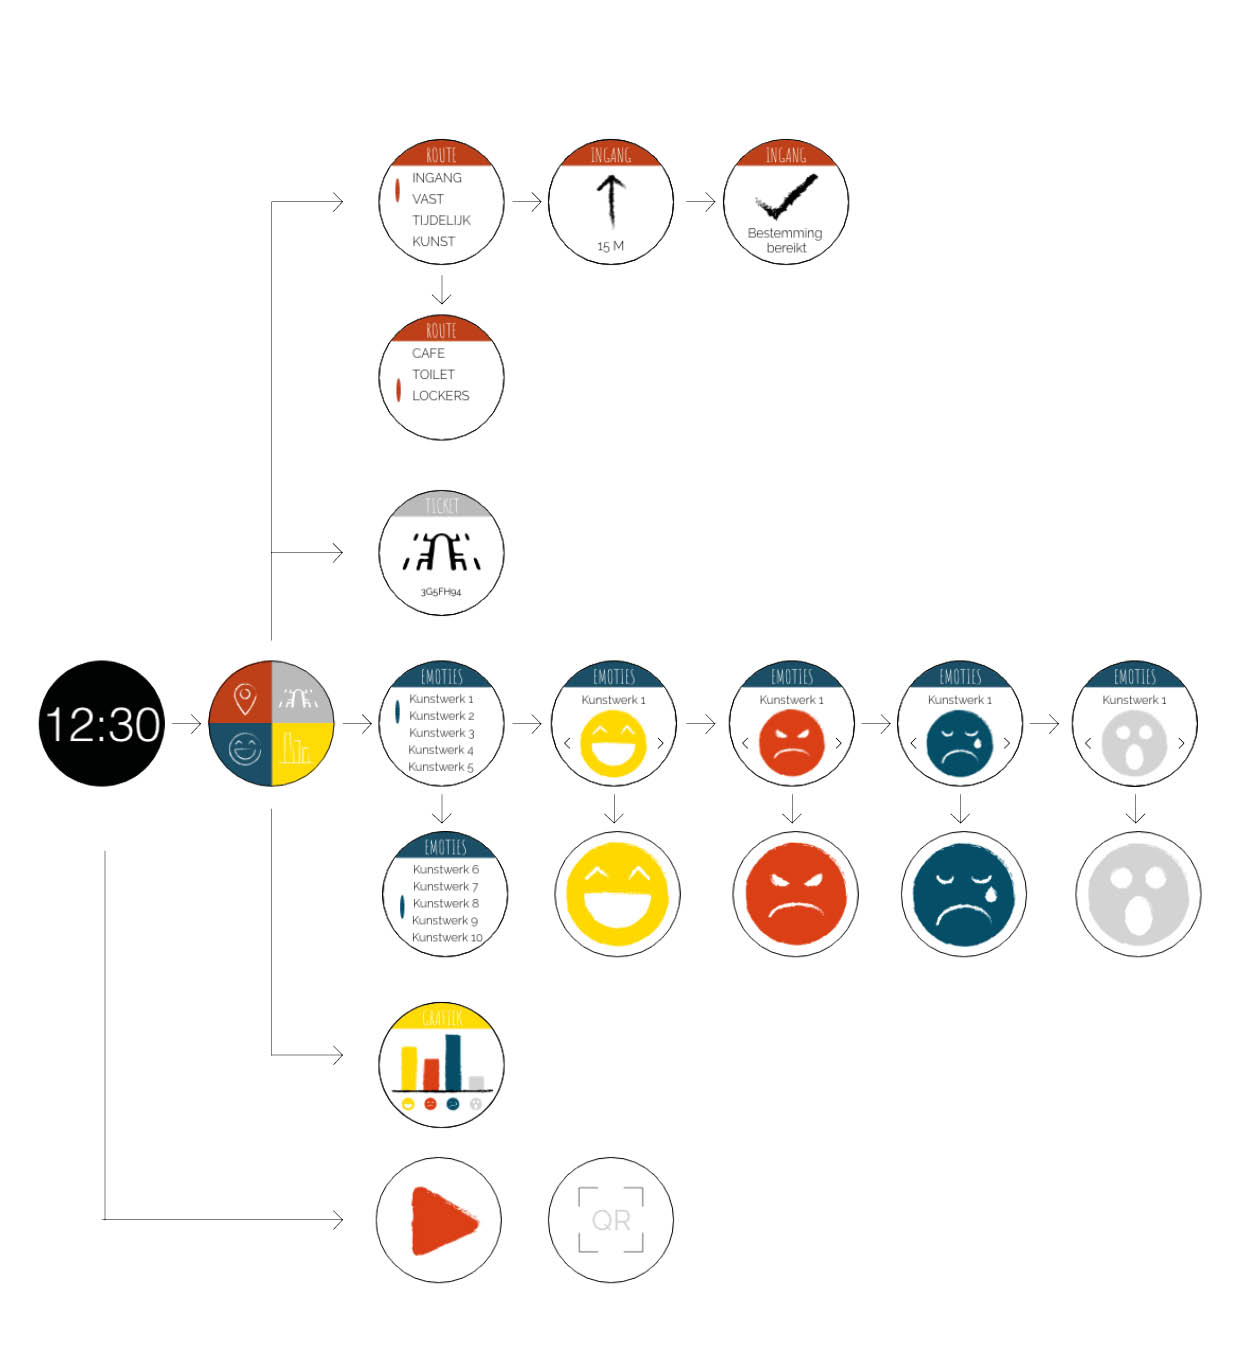 ROUTE
INGANG
VAST
TIJDELIJK
KUNST
INGANG
15 M
INGANG
Bestemming
bereikt
ROUTE
CAFE
TOILET
LOCKERS
TICKET
3G5FH94
12:30
EMOTIES
Kunstwerk 1
Kunstwerk 2
Kunstwerk 3
Kunstwerk 4
Kunstwerk 5
EMOTIES
Kunstwerk 1
EMOTIES
Kunstwerk 1
EMOTIES
Kunstwerk 1
EMOTIES
Kunstwerk 1
EMOTIES
Kunstwerk 6
Kunstwerk 7
Kunstwerk 8
Kunstwerk 9
Kunstwerk 10
GRAFIEK
QR